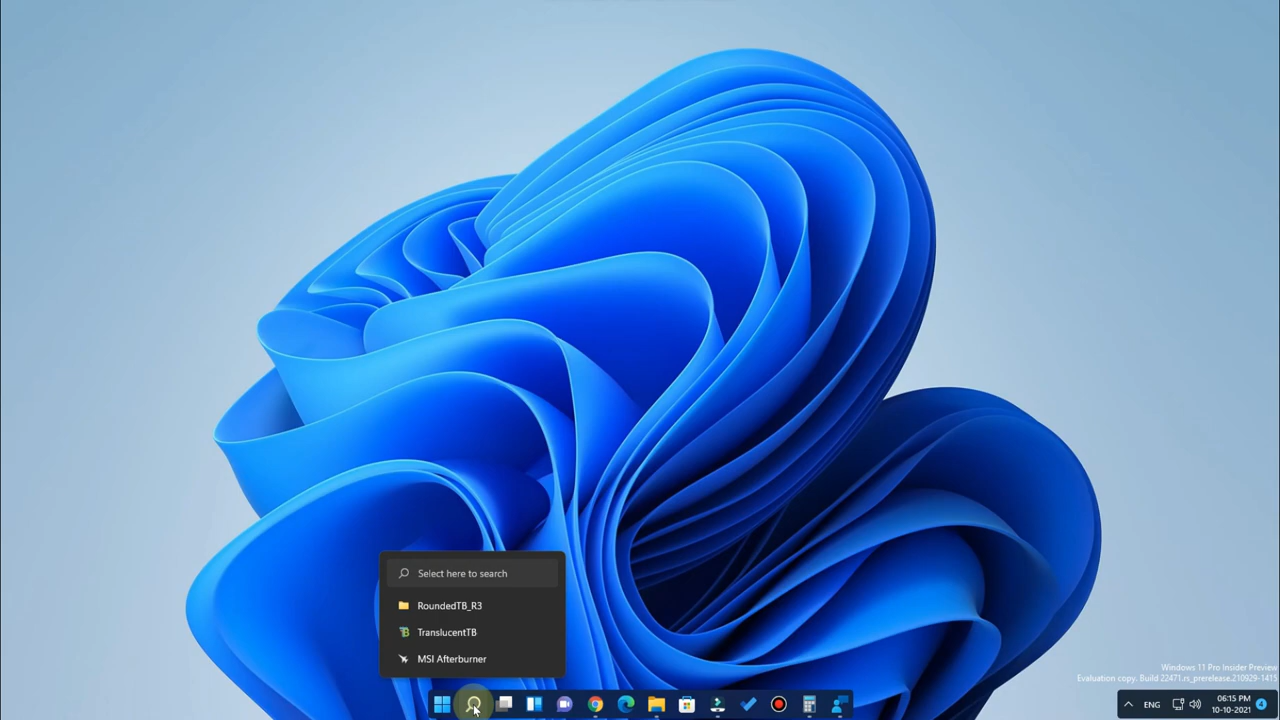 Select here to search
RoundedTB_R3
TranslucentTB
MSI Afterburner
Windows 11 Pro Insider Preview
Evaluation copy. Build 22471.rs_prerelease.210929-1415
ENG
06:15 PM
10-10-2021
4